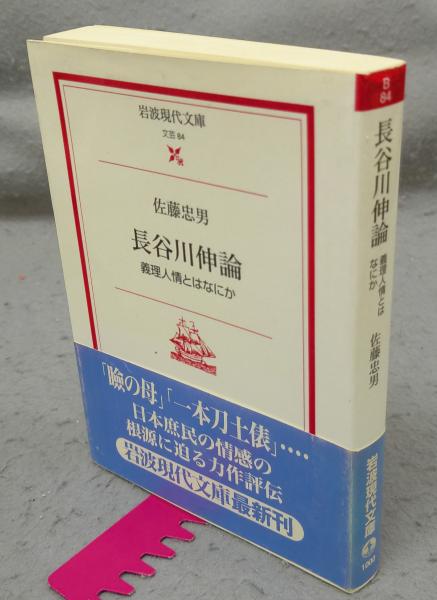 岩波現代文庫
文芸 84
佐藤忠男
長谷川伸論
義理人情とはなにか
「瞼の母」「一本刀土俵」‥‥
日本庶民の情感の
根源に迫る力作評伝
岩波現代文庫最新刊
B
84
長谷川伸論
義理人情とは
なにか
佐藤忠男
岩波現代文庫
1000